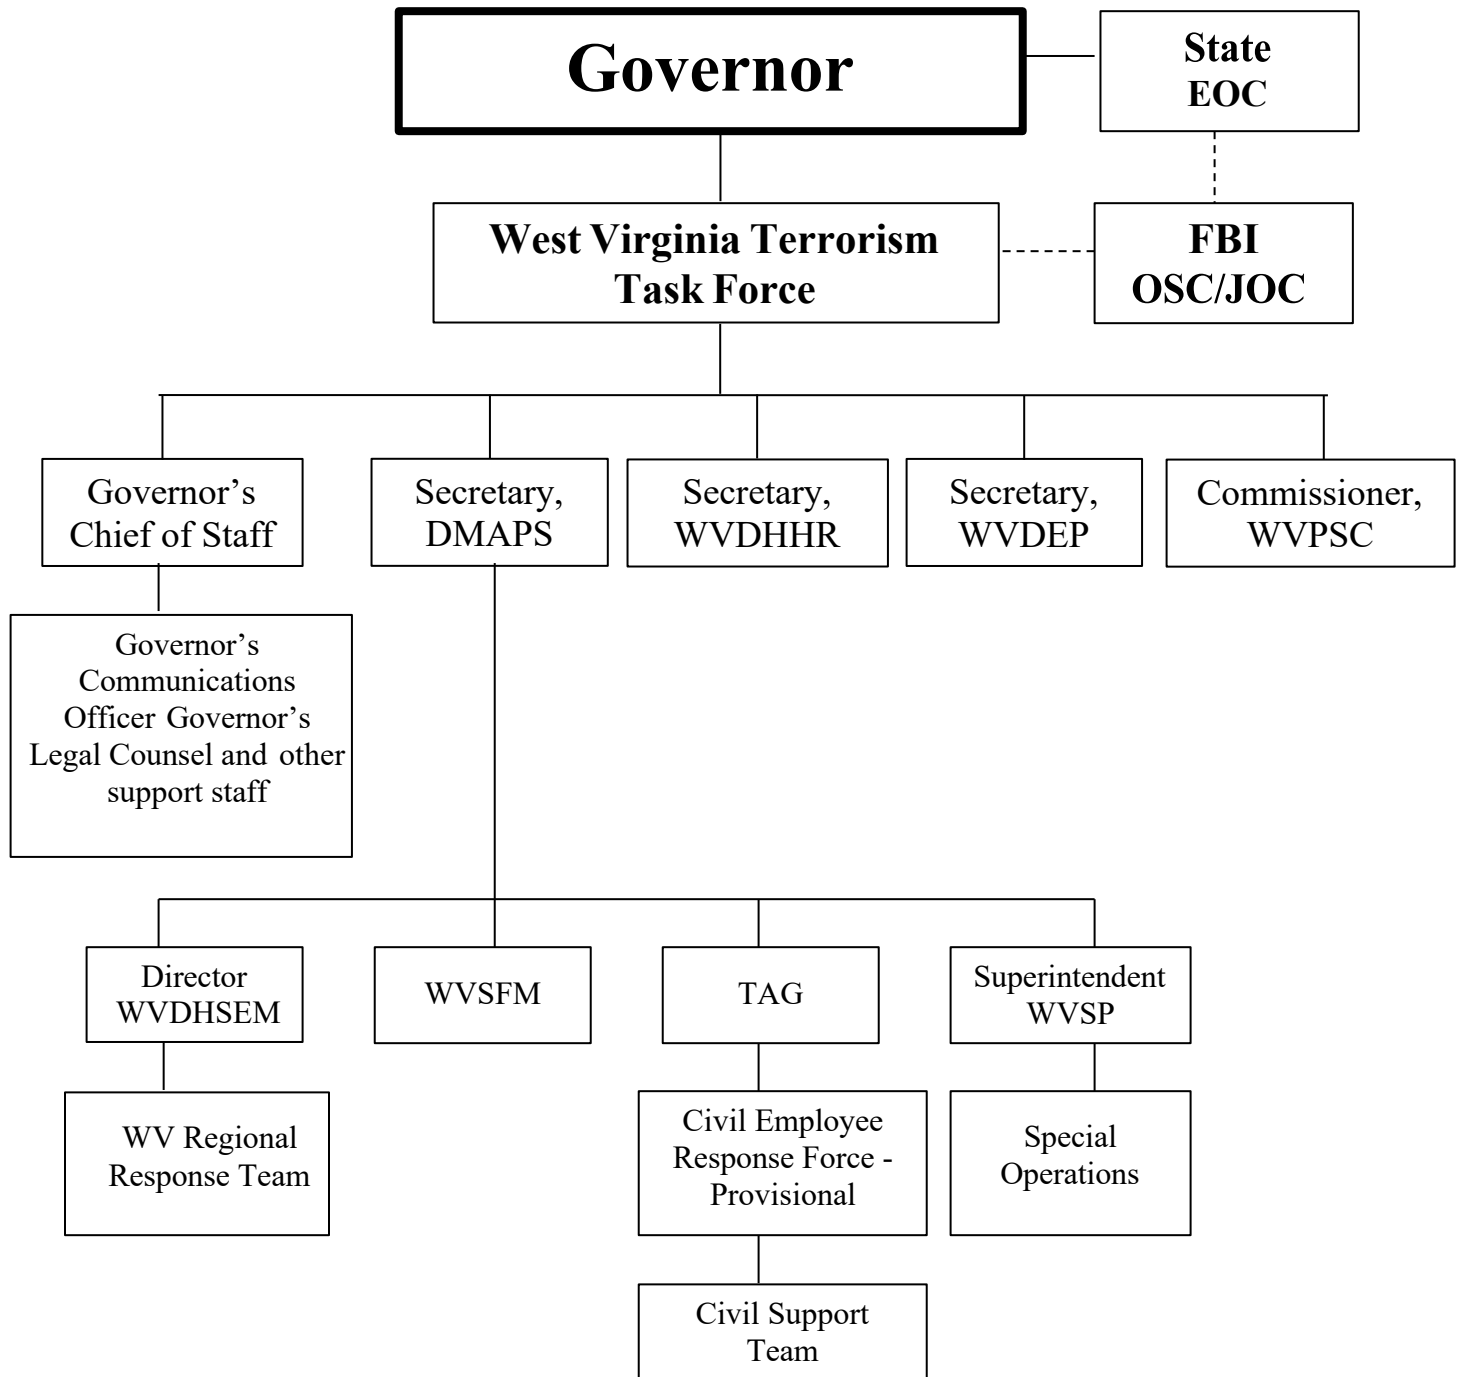 Governor
State
EOC
West Virginia Terrorism
Task Force
FBI
OSC/JOC
Governor’s
Chief of Staff
Secretary,
DMAPS
Secretary,
WVDHHR
Secretary,
WVDEP
Commissioner,
WVPSC
Governor’s
Communications
Officer Governor’s
Legal Counsel and other
support staff
Director
WVDHSEM
WVSFM
TAG
Superintendent
WVSP
WV Regional
Response Team
Civil Employee
Response Force -
Provisional
Special
Operations
Civil Support
Team